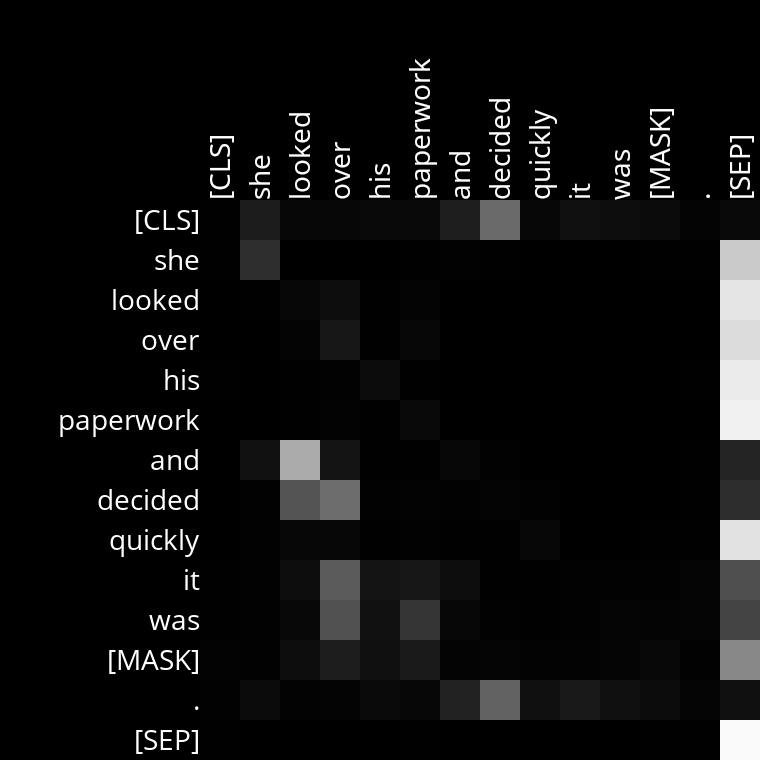 [CLS]
she
looked
over
his
paperwork
and
decided
quickly
it
was
[MASK]
.
[SEP]
[CLS]
she
looked
over
his
paperwork
and
decided
quickly
it
was
[MASK]
.
[SEP]